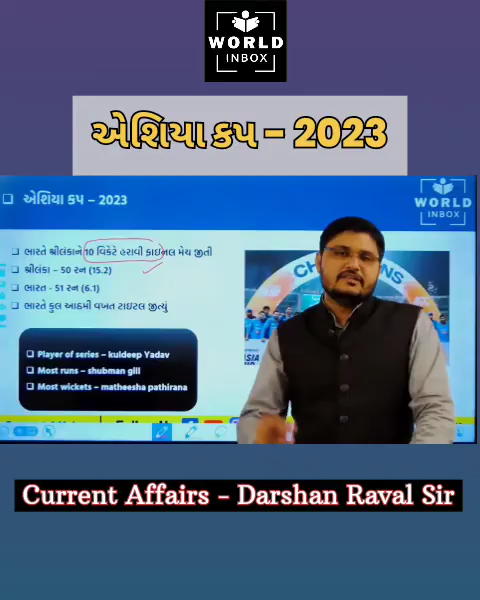 WORLD
INBOX
એશિયા કપ – 2023
એશિયા કપ – 2023
WORLD
INBOX
ભારતે શ્રીલંકાને 10 વિકેટે હરાવી ફાઇનલ મેચ જીતી
શ્રીલંકા – 50 રન (15.2)
ભારત - 51 રન (6.1)
ભારતે કુલ આઠમી વખત ટાઇટલ જીત્યું
Player of series – kuldeep Yadav
Most runs – shubman gill
Most wickets – matheesha pathirana
Current Affairs - Darshan Raval Sir